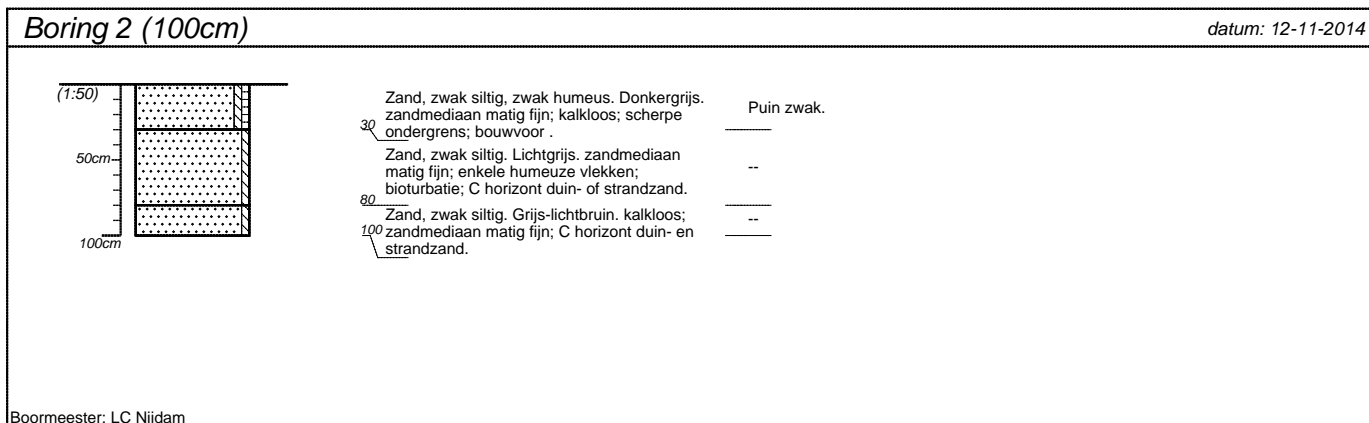 Boring 2 (100cm)
datum: 12-11-2014
(1:50)
50cm
100cm
30
Zand, zwak siltig, zwak humeus. Donkergrijs.
zandmediaan matig fijn; kalkloos; scherpe
ondergrens; bouwvoor .
Puin zwak.
80
Zand, zwak siltig. Lichtgrijs. zandmediaan
matig fijn; enkele humeuze vlekken;
bioturbatie; C horizont duin- of strandzand.
--
100
Zand, zwak siltig. Grijs-lichtbruin. kalkloos;
zandmediaan matig fijn; C horizont duin- en
strandzand.
--
Boormeester: LC Nijdam